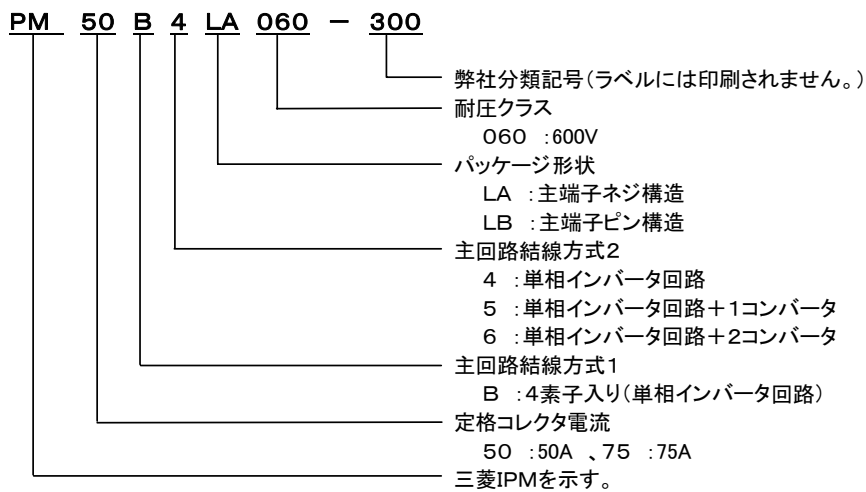 PM 50 B 4 LA 060 － 300
弊社分類記号（ラベルには印刷されません。）
耐圧クラス
060 ：600V
パッケージ形状
LA ：主端子ネジ構造
LB ：主端子ピン構造
主回路結線方式2
4 ：単相インバータ回路
5 ：単相インバータ回路＋1コンバータ
6 ：単相インバータ回路＋2コンバータ
主回路結線方式1
B ：4素子入り（単相インバータ回路）
定格コレクタ電流
50 ：50A 、75 ：75A
三菱IPMを示す。